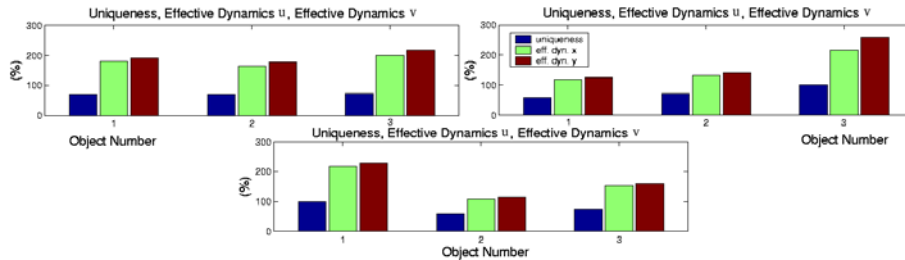 Uniqueness, Effective Dynamics u, Effective Dynamics v
300
200
100
0
(%)
1 2 3
Object Number
Uniqueness, Effective Dynamics u, Effective Dynamics v
300
200
100
0
(%)
uniqueness
eff. dyn. x
eff. dyn. y
1 2 3
Object Number
Uniqueness, Effective Dynamics u, Effective Dynamics v
300
200
100
0
(%)
1 2 3
Object Number